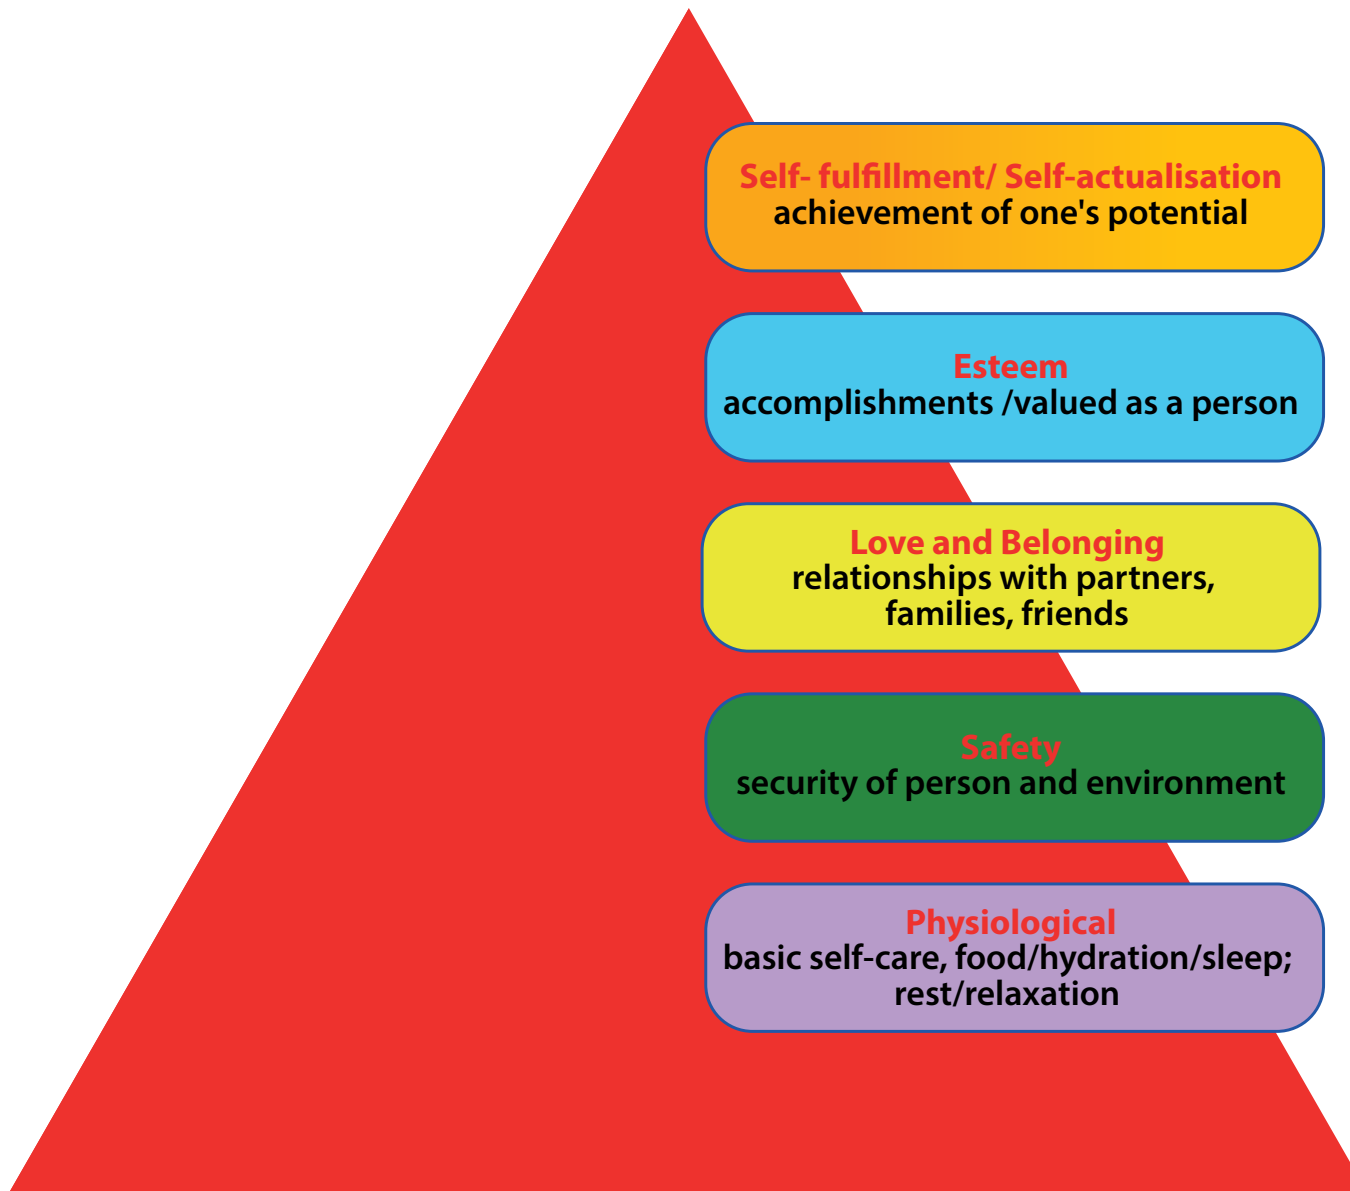 Self- fulfillment/ Self-actualisation
achievement of one's potential
Esteem
accomplishments /valued as a person
Love and Belonging
relationships with partners,
families, friends
Safety
security of person and environment
Physiological
basic self-care, food/hydration/sleep;
rest/relaxation